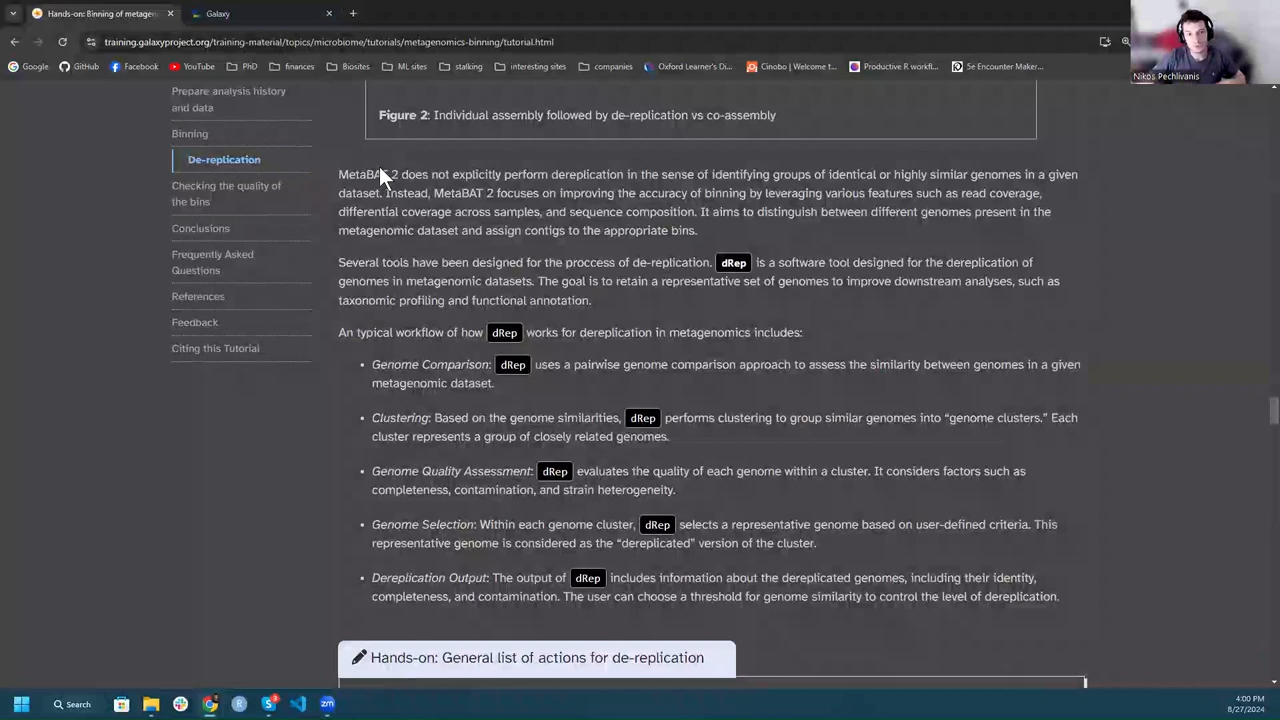 Hands-on: Binning of metagen
Galaxy
training.galaxyproject.org/training-material/topics/microbiome/tutorials/metagenomics-binning/tutorial.html
Google
GitHub
Facebook
YouTube
PhD
finances
Biosites
ML sites
stalking
interesting sites
companies
Oxford Learner's Di...
Cinobo | Welcome t...
Productive R workfl...
5e Encounter Maker...
Nikos Pechlivanis
Prepare analysis history
and data
Binning
De-replication
Checking the quality of
the bins
Conclusions
Frequently Asked
Questions
References
Feedback
Citing this Tutorial
Figure 2: Individual assembly followed by de-replication vs co-assembly
MetaBAT 2 does not explicitly perform dereplication in the sense of identifying groups of identical or highly similar genomes in a given
dataset. Instead, MetaBAT 2 focuses on improving the accuracy of binning by leveraging various features such as read coverage,
differential coverage across samples, and sequence composition. It aims to distinguish between different genomes present in the
metagenomic dataset and assign contigs to the appropriate bins.
Several tools have been designed for the proccess of de-replication. dRep is a software tool designed for the dereplication of
genomes in metagenomic datasets. The goal is to retain a representative set of genomes to improve downstream analyses, such as
taxonomic profiling and functional annotation.
An typical workflow of how dRep works for dereplication in metagenomics includes:
• Genome Comparison: dRep uses a pairwise genome comparison approach to assess the similarity between genomes in a given
metagenomic dataset.
• Clustering: Based on the genome similarities, dRep performs clustering to group similar genomes into “genome clusters.” Each
cluster represents a group of closely related genomes.
• Genome Quality Assessment: dRep evaluates the quality of each genome within a cluster. It considers factors such as
completeness, contamination, and strain heterogeneity.
• Genome Selection: Within each genome cluster, dRep selects a representative genome based on user-defined criteria. This
representative genome is considered as the “dereplicated” version of the cluster.
• Dereplication Output: The output of dRep includes information about the dereplicated genomes, including their identity,
completeness, and contamination. The user can choose a threshold for genome similarity to control the level of dereplication.
Hands-on: General list of actions for de-replication
Search
4:00 PM
8/27/2024